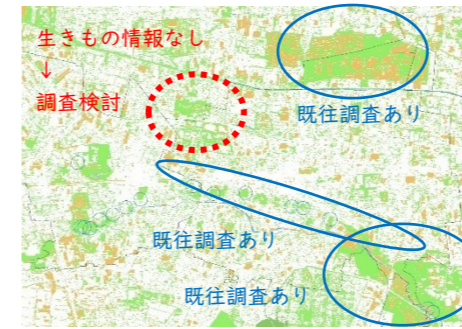 生きもの情報なし
↓
調査検討
既往調査あり
既往調査あり
既往調査あり